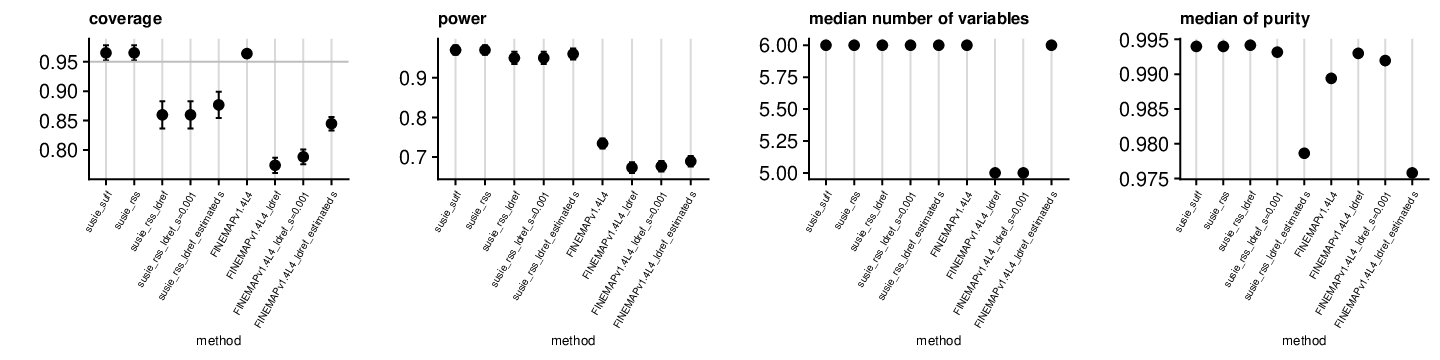 coverage
0.95
0.90
0.85
0.80
susie_suff
susie_rss
susie_rss_ldref
susie_rss_ldref_s=0.001
susie_rss_ldref_estimated s
FINEMAPv1.4L4
FINEMAPv1.4L4_ldref
FINEMAPv1.4L4_ldref_s=0.001
FINEMAPv1.4L4_ldref_estimated s
method
power
0.9
0.8
0.7
susie_suff
susie_rss
susie_rss_ldref
susie_rss_ldref_s=0.001
susie_rss_ldref_estimated s
FINEMAPv1.4L4
FINEMAPv1.4L4_ldref
FINEMAPv1.4L4_ldref_s=0.001
FINEMAPv1.4L4_ldref_estimated s
method
median number of variables
6.00
5.75
5.50
5.25
5.00
susie_suff
susie_rss
susie_rss_ldref
susie_rss_ldref_s=0.001
susie_rss_ldref_estimated s
FINEMAPv1.4L4
FINEMAPv1.4L4_ldref
FINEMAPv1.4L4_ldref_s=0.001
FINEMAPv1.4L4_ldref_estimated s
method
median of purity
0.995
0.990
0.985
0.980
0.975
susie_suff
susie_rss
susie_rss_ldref
susie_rss_ldref_s=0.001
susie_rss_ldref_estimated s
FINEMAPv1.4L4
FINEMAPv1.4L4_ldref
FINEMAPv1.4L4_ldref_s=0.001
FINEMAPv1.4L4_ldref_estimated s
method